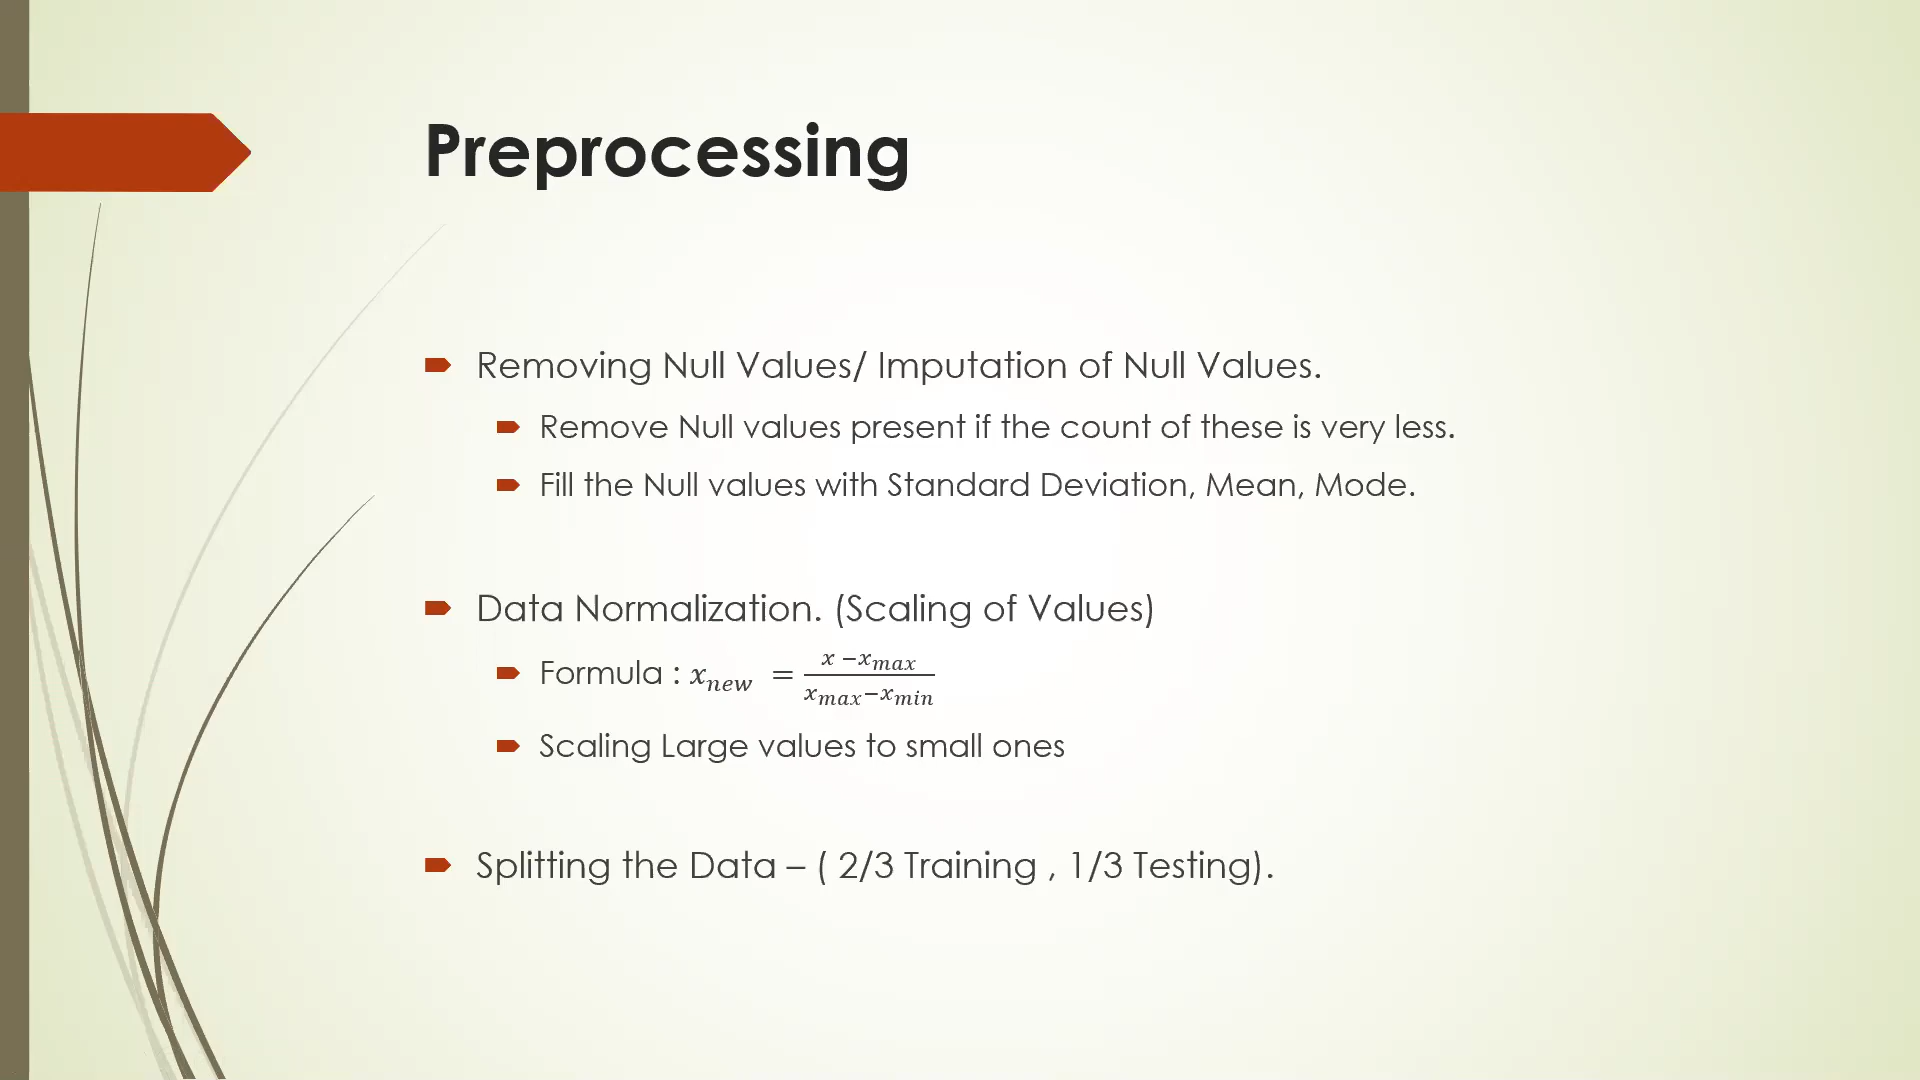 Preprocessing
Removing Null Values/ Imputation of Null Values.
Remove Null values present if the count of these is very less.
Fill the Null values with Standard Deviation, Mean, Mode.
Data Normalization. (Scaling of Values)
Formula : x_new = (x −x_max)/(x_max−x_min)
Scaling Large values to small ones
Splitting the Data – ( 2/3 Training , 1/3 Testing).